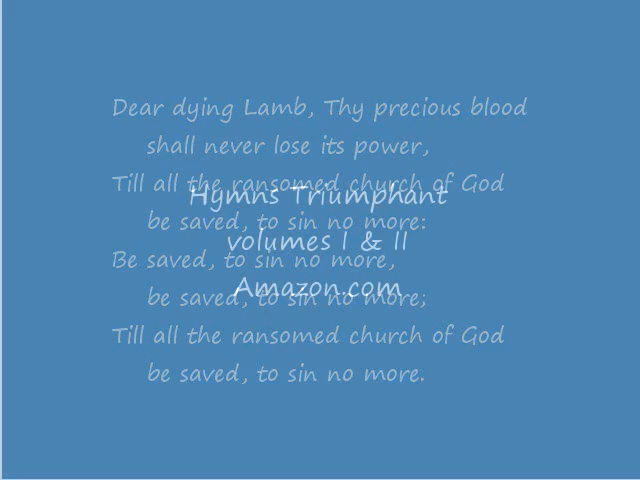 Dear dying Lamb, Thy precious blood
shall never lose its power,
Till all the ransomed church of God
be saved, to sin no more:
Be saved, to sin no more,
be saved, to sin no more;
Till all the ransomed church of God
be saved, to sin no more.
Hymns Triumphant
volumes I & II
Amazon.com